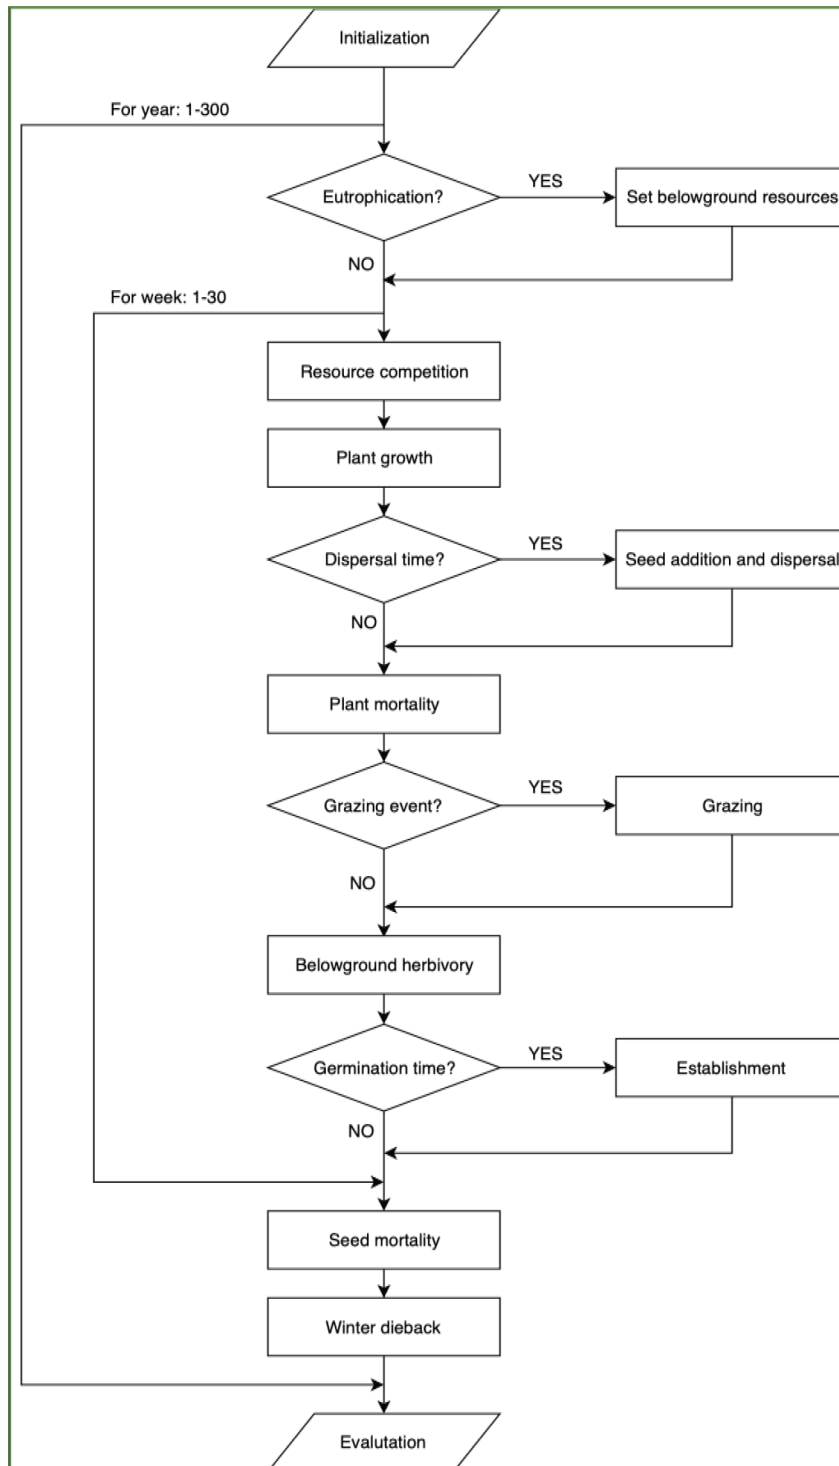 Initialization
For year: 1-300
Eutrophication?
YES
Set belowground resources
NO
For week: 1-30
Resource competition
Plant growth
Dispersal time?
YES
Seed addition and dispersal
NO
Plant mortality
Grazing event?
YES
Grazing
NO
Belowground herbivory
Germination time?
YES
Establishment
NO
Seed mortality
Winter dieback
Evalutation